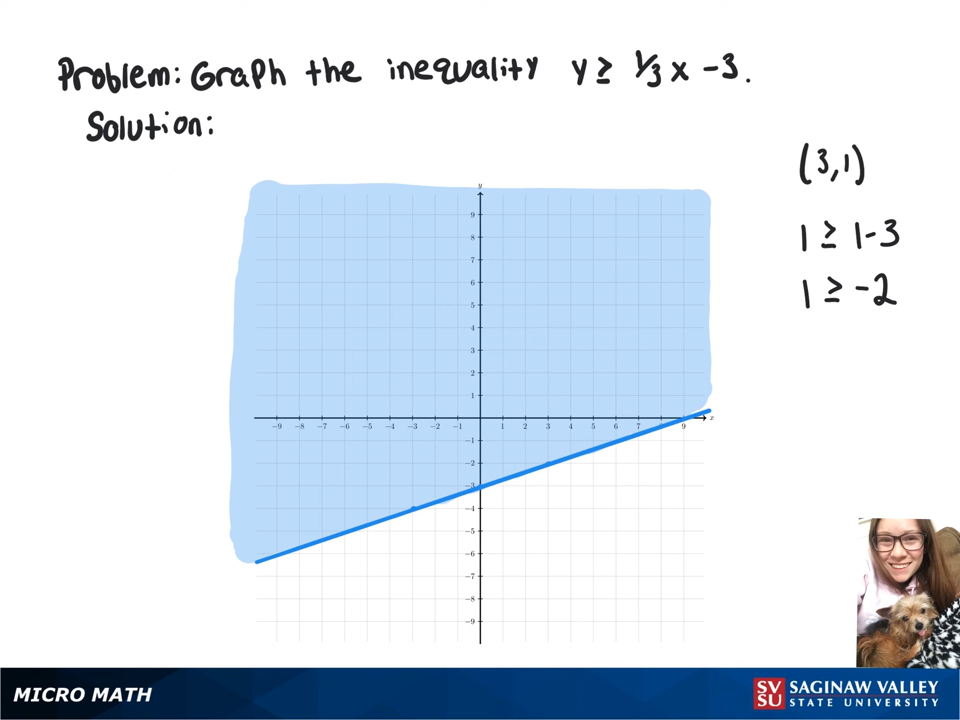 Problem: Graph the inequality y ≥ 1/3 x - 3.
Solution:
(3,1)
1 ≥ 1-3
1 ≥ -2
y
9
8
7
6
5
4
3
2
1
-9 -8 -7 -6 -5 -4 -3 -2 -1 1 2 3 4 5 6 7 8 9 x
-1
-2
-3
-4
-5
-6
-7
-8
-9
MICRO MATH
SVSU SAGINAW VALLEY
STATE UNIVERSITY